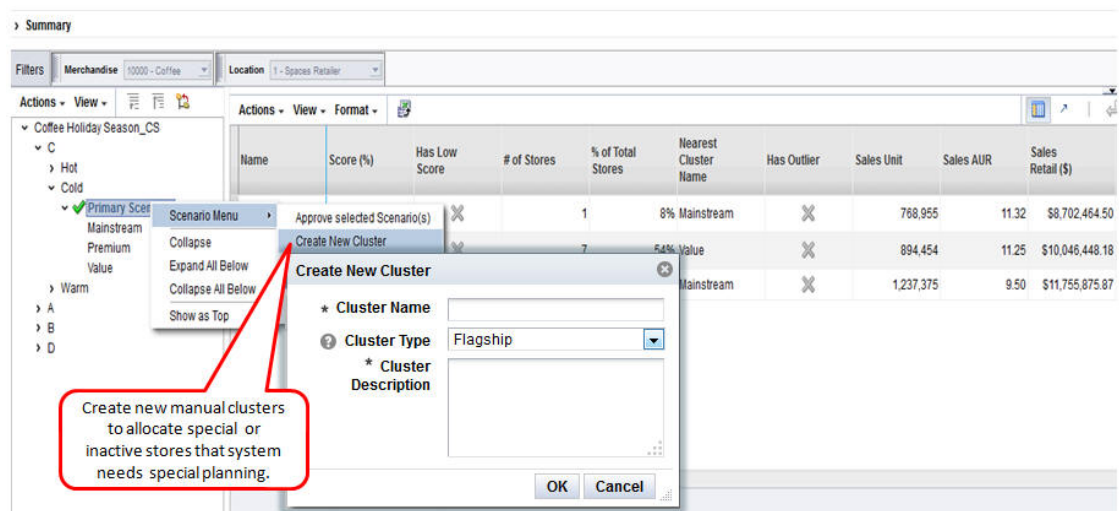 Summary
Filters Merchandise 10000 - Coffee Location 1 - Spaces Retailer
Actions View
Actions View Format
Coffee Holiday Season_CS
C
Hot
Cold
Primary Scen
Mainstream
Premium
Value
Warm
A
B
D
Name Score (%) Has Low Score # of Stores % of Total Stores Nearest Cluster Name Has Outlier Sales Unit Sales AUR Sales Retail ($)
1 8% Mainstream 768,955 11.32 $8,702,464.50
7 54% Value 894,454 11.25 $10,046,448.18
Mainstream 1,237,375 9.50 $11,755,875.87
Scenario Menu
Collapse
Expand All Below
Collapse All Below
Show as Top
Approve selected Scenario(s)
Create New Cluster
Create New Cluster
* Cluster Name
Cluster Type Flagship
* Cluster
Description
OK Cancel
Create new manual clusters
to allocate special or
inactive stores that system
needs special planning.